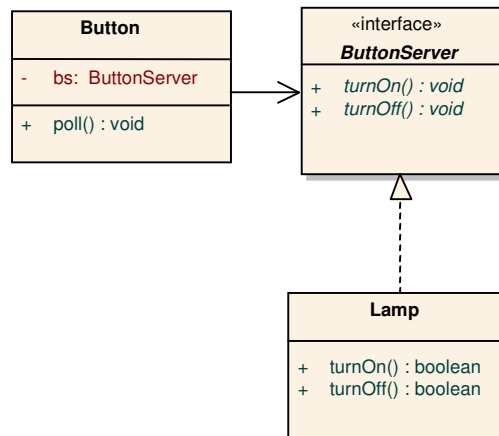 Button
- bs: ButtonServer
+ poll() : void
«interface»
ButtonServer
+ turnOn() : void
+ turnOff() : void
Lamp
+ turnOn() : boolean
+ turnOff() : boolean